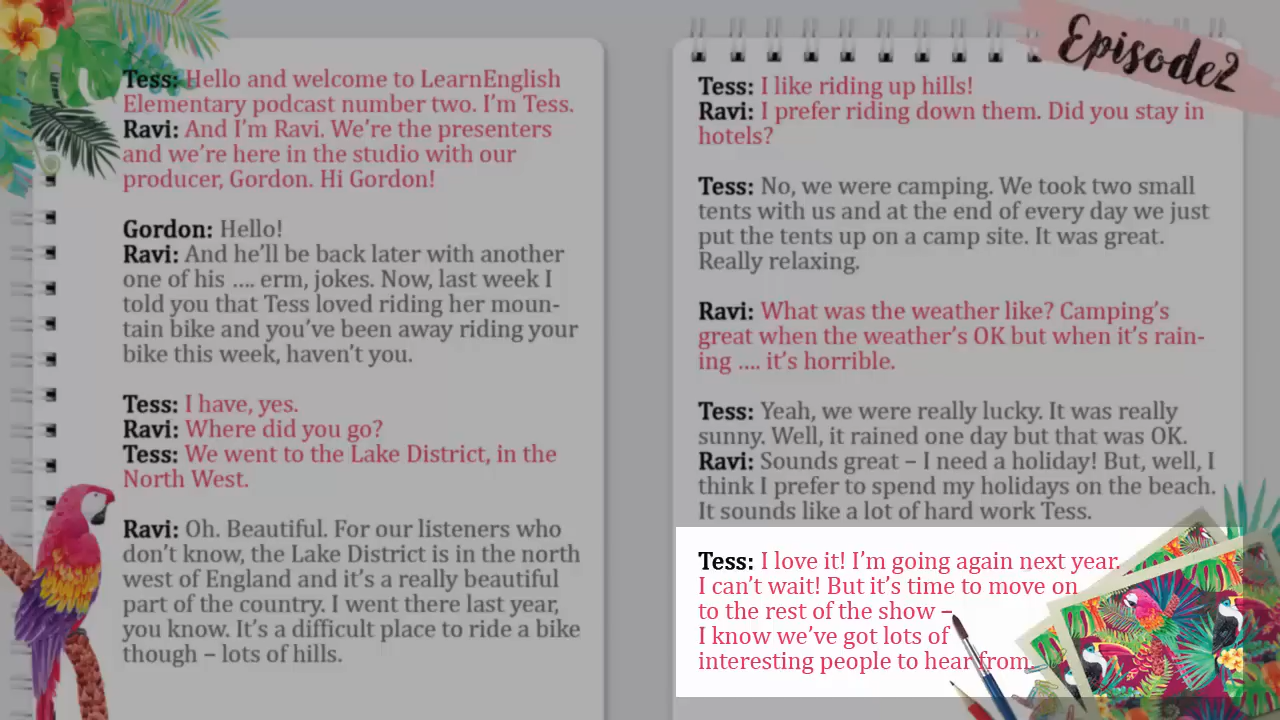 Tess: Hello and welcome to LearnEnglish
Elementary podcast number two. I'm Tess.
Ravi: And I'm Ravi. We're the presenters
and we're here in the studio with our
producer, Gordon. Hi Gordon!
Gordon: Hello!
Ravi: And he'll be back later with another
one of his .... erm, jokes. Now, last week I
told you that Tess loved riding her moun-
tain bike and you've been away riding your
bike this week, haven't you.
Tess: I have, yes.
Ravi: Where did you go?
Tess: We went to the Lake District, in the
North West.
Ravi: Oh. Beautiful. For our listeners who
don't know, the Lake District is in the north
west of England and it's a really beautiful
part of the country. I went there last year,
you know. It's a difficult place to ride a bike
though – lots of hills.
Episode2
Tess: I like riding up hills!
Ravi: I prefer riding down them. Did you stay in
hotels?
Tess: No, we were camping. We took two small
tents with us and at the end of every day we just
put the tents up on a camp site. It was great.
Really relaxing.
Ravi: What was the weather like? Camping's
great when the weather's OK but when it's rain-
ing .... it's horrible.
Tess: Yeah, we were really lucky. It was really
sunny. Well, it rained one day but that was OK.
Ravi: Sounds great – I need a holiday! But, well, I
think I prefer to spend my holidays on the beach.
It sounds like a lot of hard work Tess.
Tess: I love it! I'm going again next year.
I can't wait! But it's time to move on
to the rest of the show –
I know we've got lots of
interesting people to hear from.